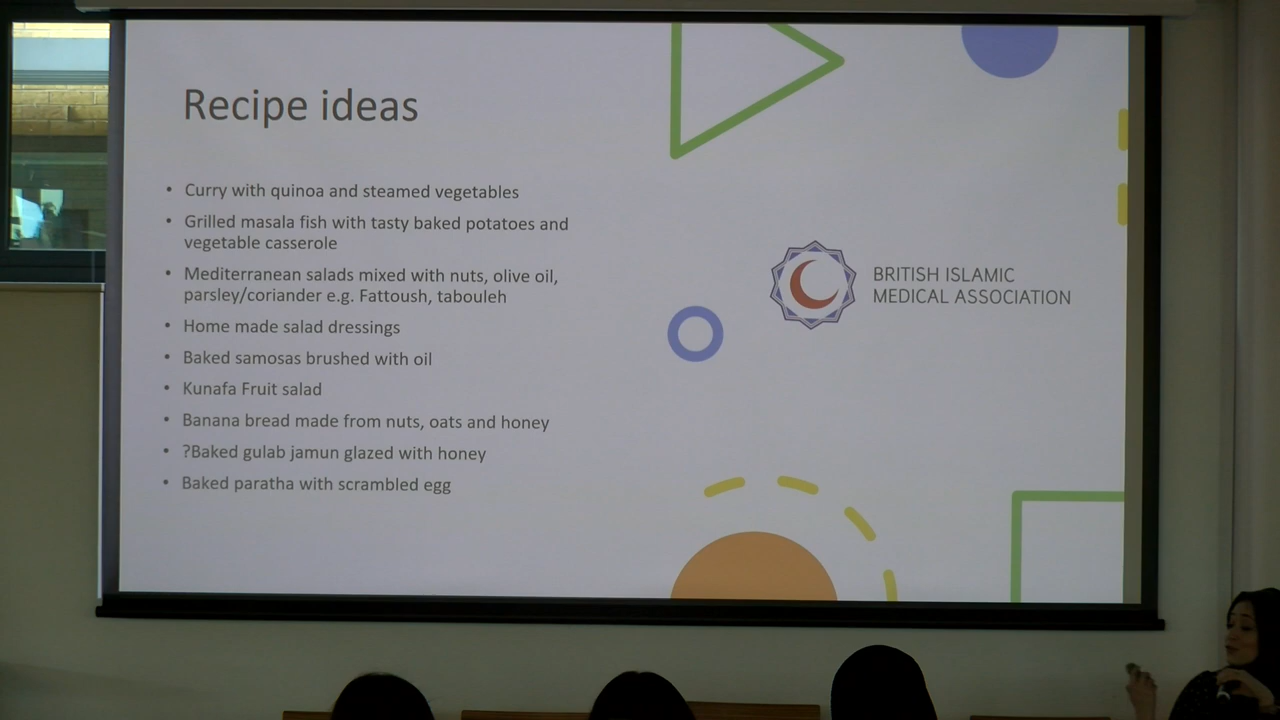 Recipe ideas
• Curry with quinoa and steamed vegetables
• Grilled masala fish with tasty baked potatoes and
vegetable casserole
• Mediterranean salads mixed with nuts, olive oil,
parsley/coriander e.g. Fattoush, tabouleh
• Home made salad dressings
• Baked samosas brushed with oil
• Kunafa Fruit salad
• Banana bread made from nuts, oats and honey
• ?Baked gulab jamun glazed with honey
• Baked paratha with scrambled egg
BRITISH ISLAMIC
MEDICAL ASSOCIATION